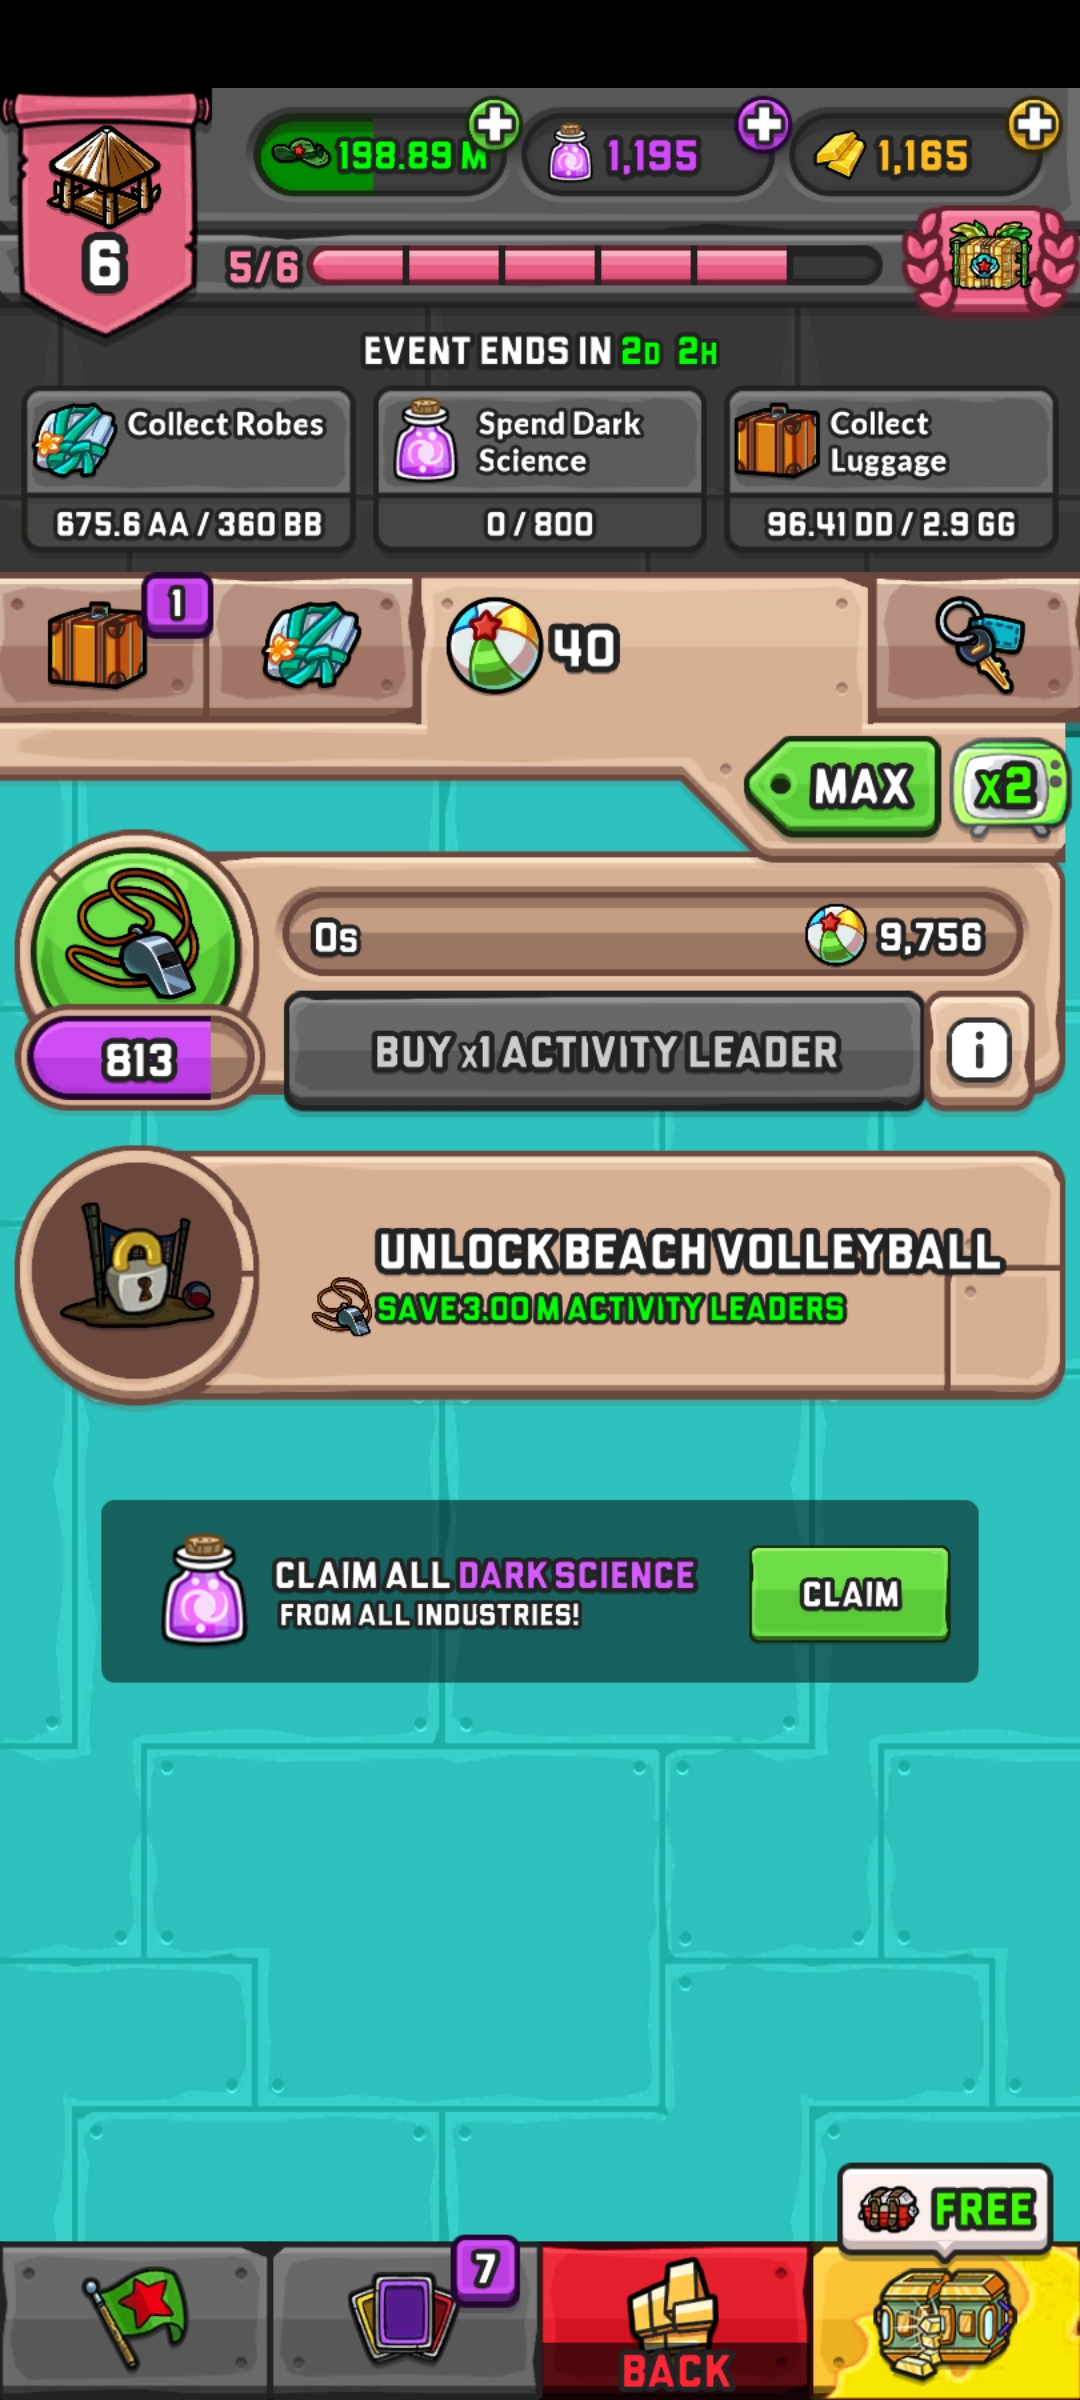 198.89 M
1,195
1,165
6
5/6
EVENT ENDS IN 2D 2H
Collect Robes
675.6 AA / 360 BB
Spend Dark
Science
0 / 800
Collect
Luggage
96.41 DD / 2.9 GG
1
40
MAX
x2
0s
9,756
813
BUY x1 ACTIVITY LEADER
i
UNLOCK BEACH VOLLEYBALL
SAVE 3.00 M ACTIVITY LEADERS
CLAIM ALL DARK SCIENCE
FROM ALL INDUSTRIES!
CLAIM
FREE
7
BACK